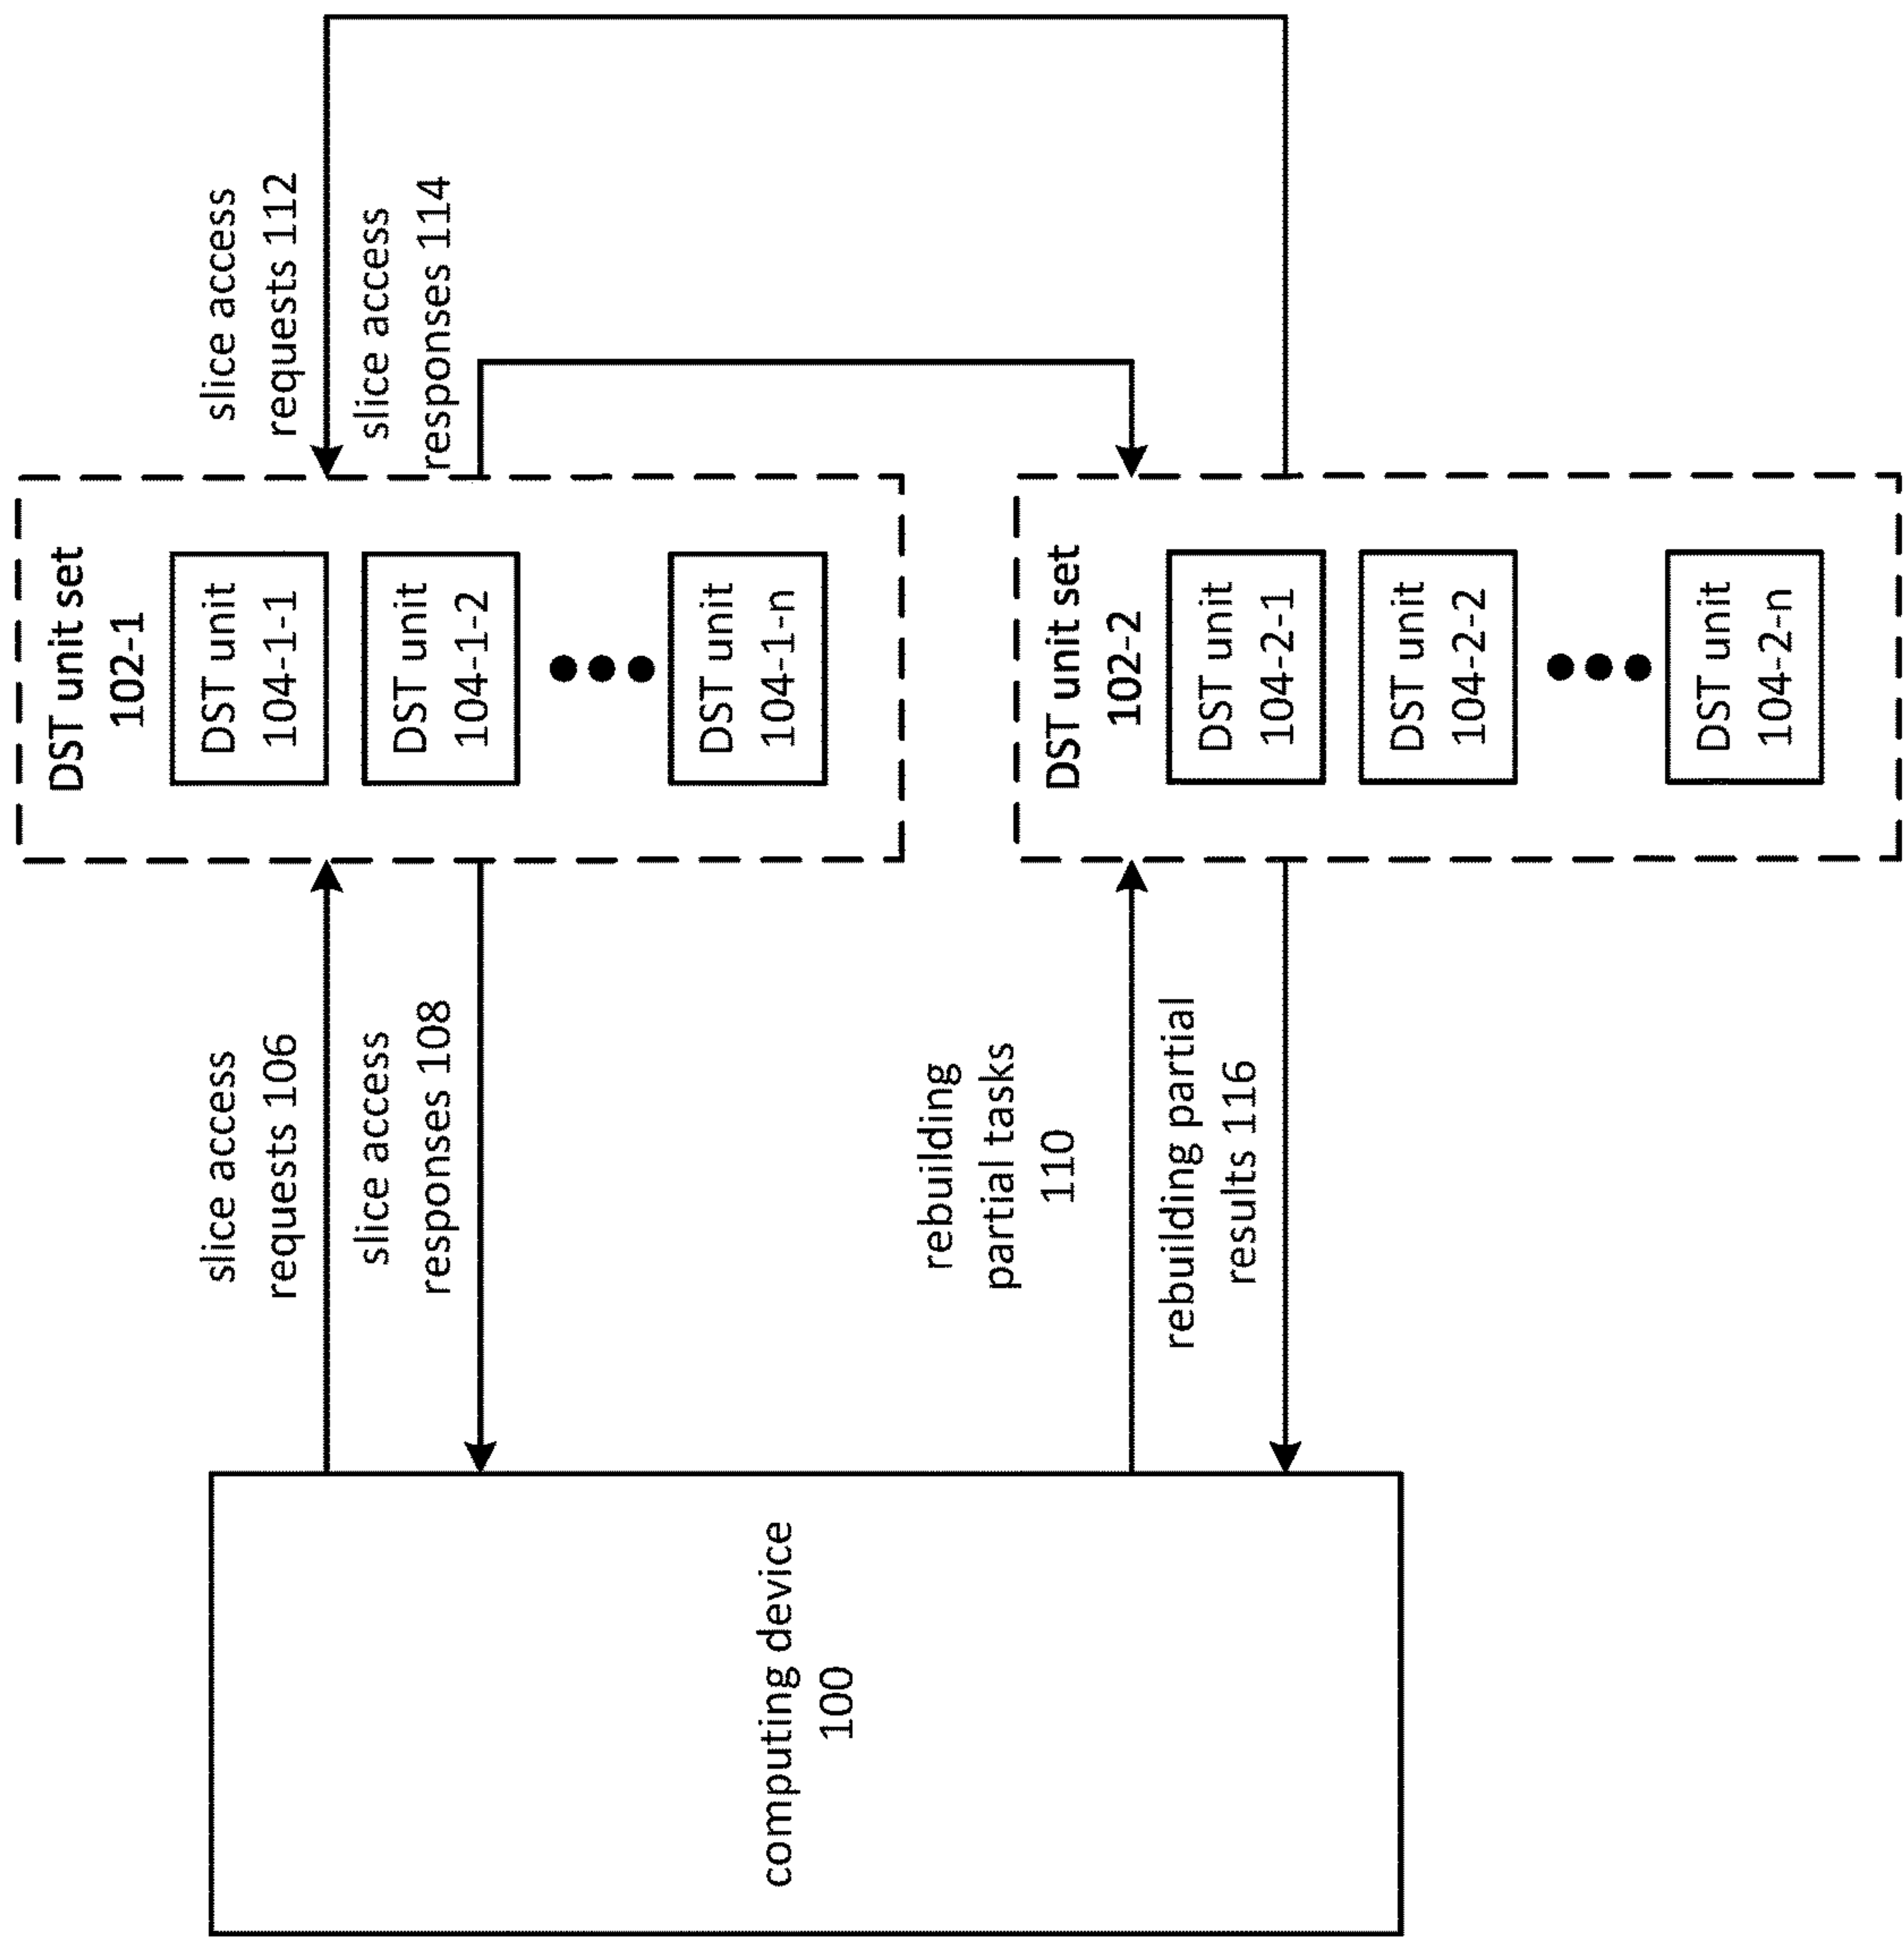 computing device
100
slice access
requests 106
slice access
responses 108
rebuilding
partial tasks
110
rebuilding partial
results 116
DST unit set
102-1
DST unit
104-1-1
DST unit
104-1-2
DST unit
104-1-n
DST unit set
102-2
DST unit
104-2-1
DST unit
104-2-2
DST unit
104-2-n
slice access
requests 112
slice access
responses 114